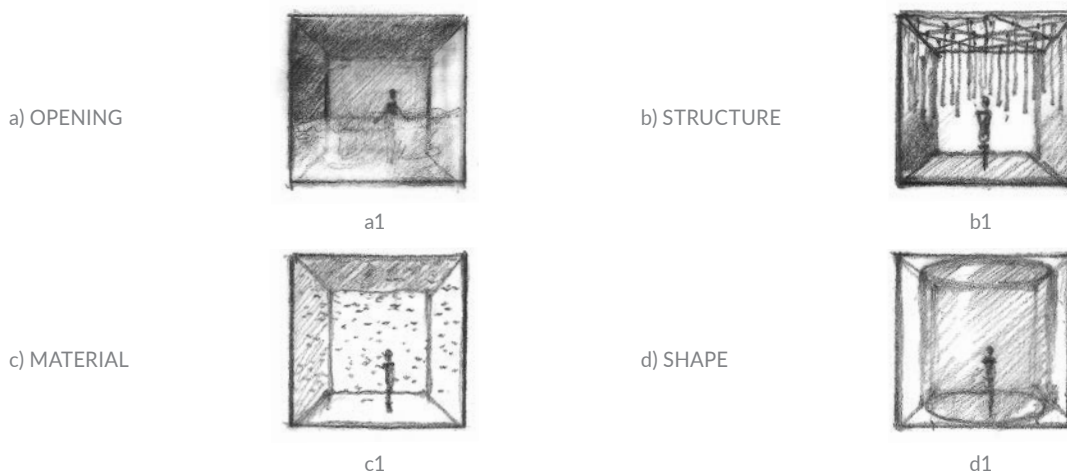 a) OPENING
b) STRUCTURE
a1
b1
c) MATERIAL
d) SHAPE
c1
d1